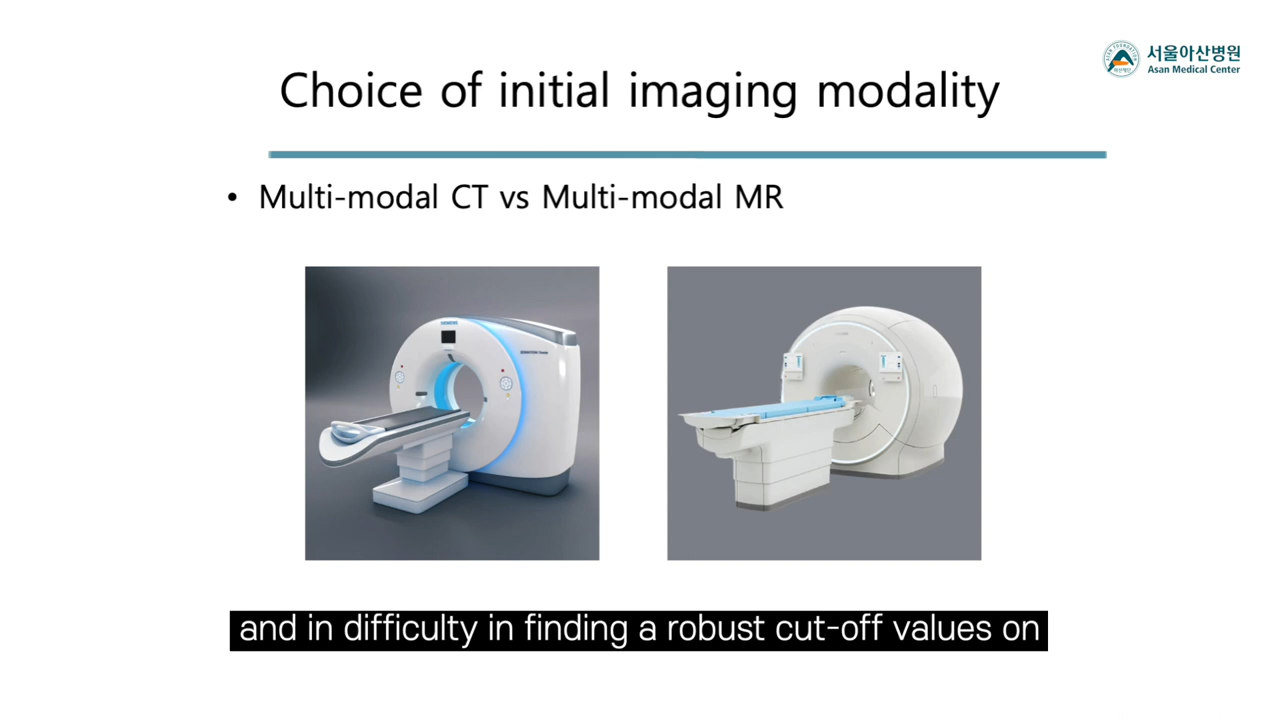 서울아산병원
Asan Medical Center
Choice of initial imaging modality
• Multi-modal CT vs Multi-modal MR
SIEMENS
and in difficulty in finding a robust cut-off values on